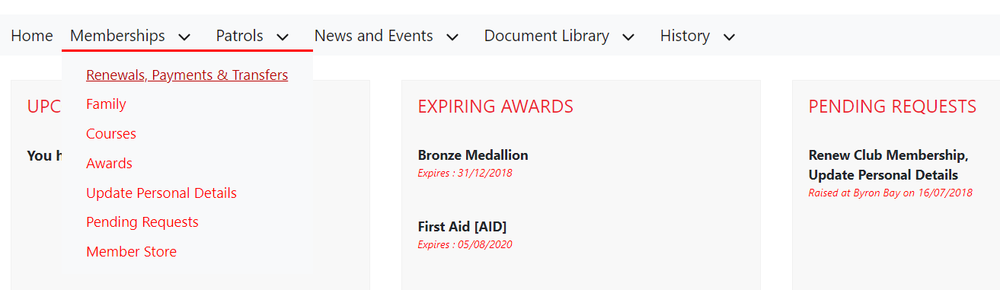 Home Memberships Patrols News and Events Document Library History
Renewals, Payments & Transfers
Family
Courses
Awards
Update Personal Details
Pending Requests
Member Store
UPC
You h
EXPIRING AWARDS
Bronze Medallion
Expires : 31/12/2018
First Aid [AID]
Expires : 05/08/2020
PENDING REQUESTS
Renew Club Membership,
Update Personal Details
Raised at Byron Bay on 16/07/2018